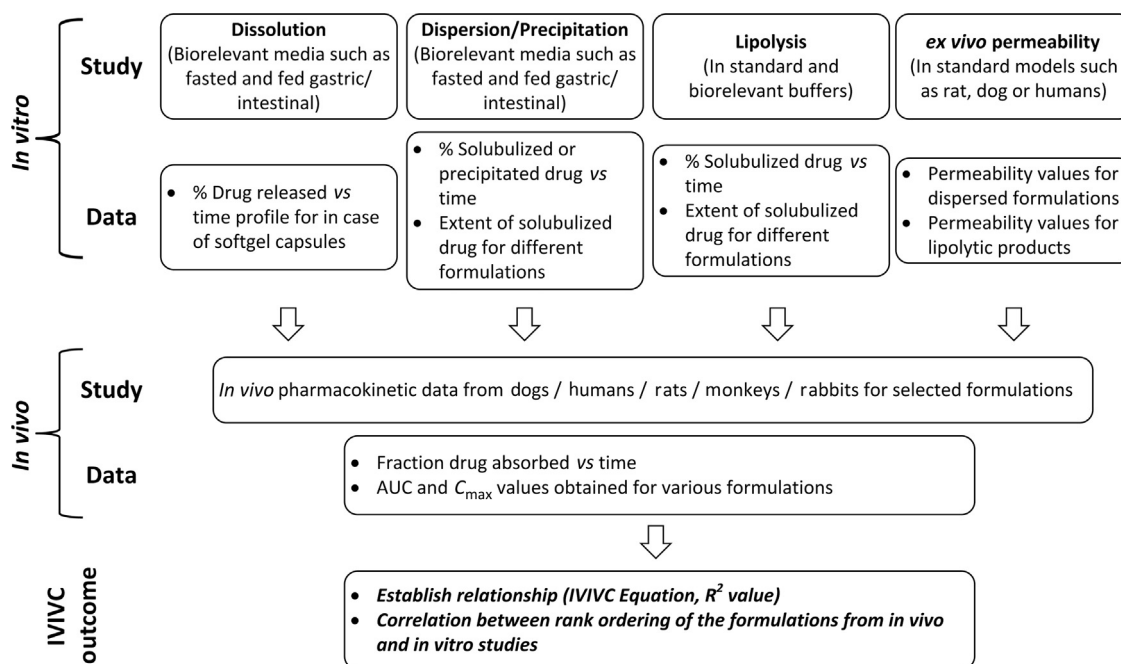 In vitro
Study
Dissolution
(Biorelevant media such as
fasted and fed gastric/
intestinal)
Dispersion/Precipitation
(Biorelevant media such as
fasted and fed gastric/
intestinal)
Lipolysis
(In standard and
biorelevant buffers)
ex vivo permeability
(In standard models such
as rat, dog or humans)
Data
• % Drug released vs
time profile for in case
of softgel capsules
• % Solubilized or
precipitated drug vs
time
• Extent of solubilized
drug for different
formulations
• % Solubilized drug vs
time
• Extent of solubilized
drug for different
formulations
• Permeability values for
dispersed formulations
• Permeability values for
lipolytic products
In vivo
Study
In vivo pharmacokinetic data from dogs / humans / rats / monkeys / rabbits for selected formulations
Data
• Fraction drug absorbed vs time
• AUC and Cmax values obtained for various formulations
IVIVC
outcome
• Establish relationship (IVIVC Equation, R² value)
• Correlation between rank ordering of the formulations from in vivo
and in vitro studies